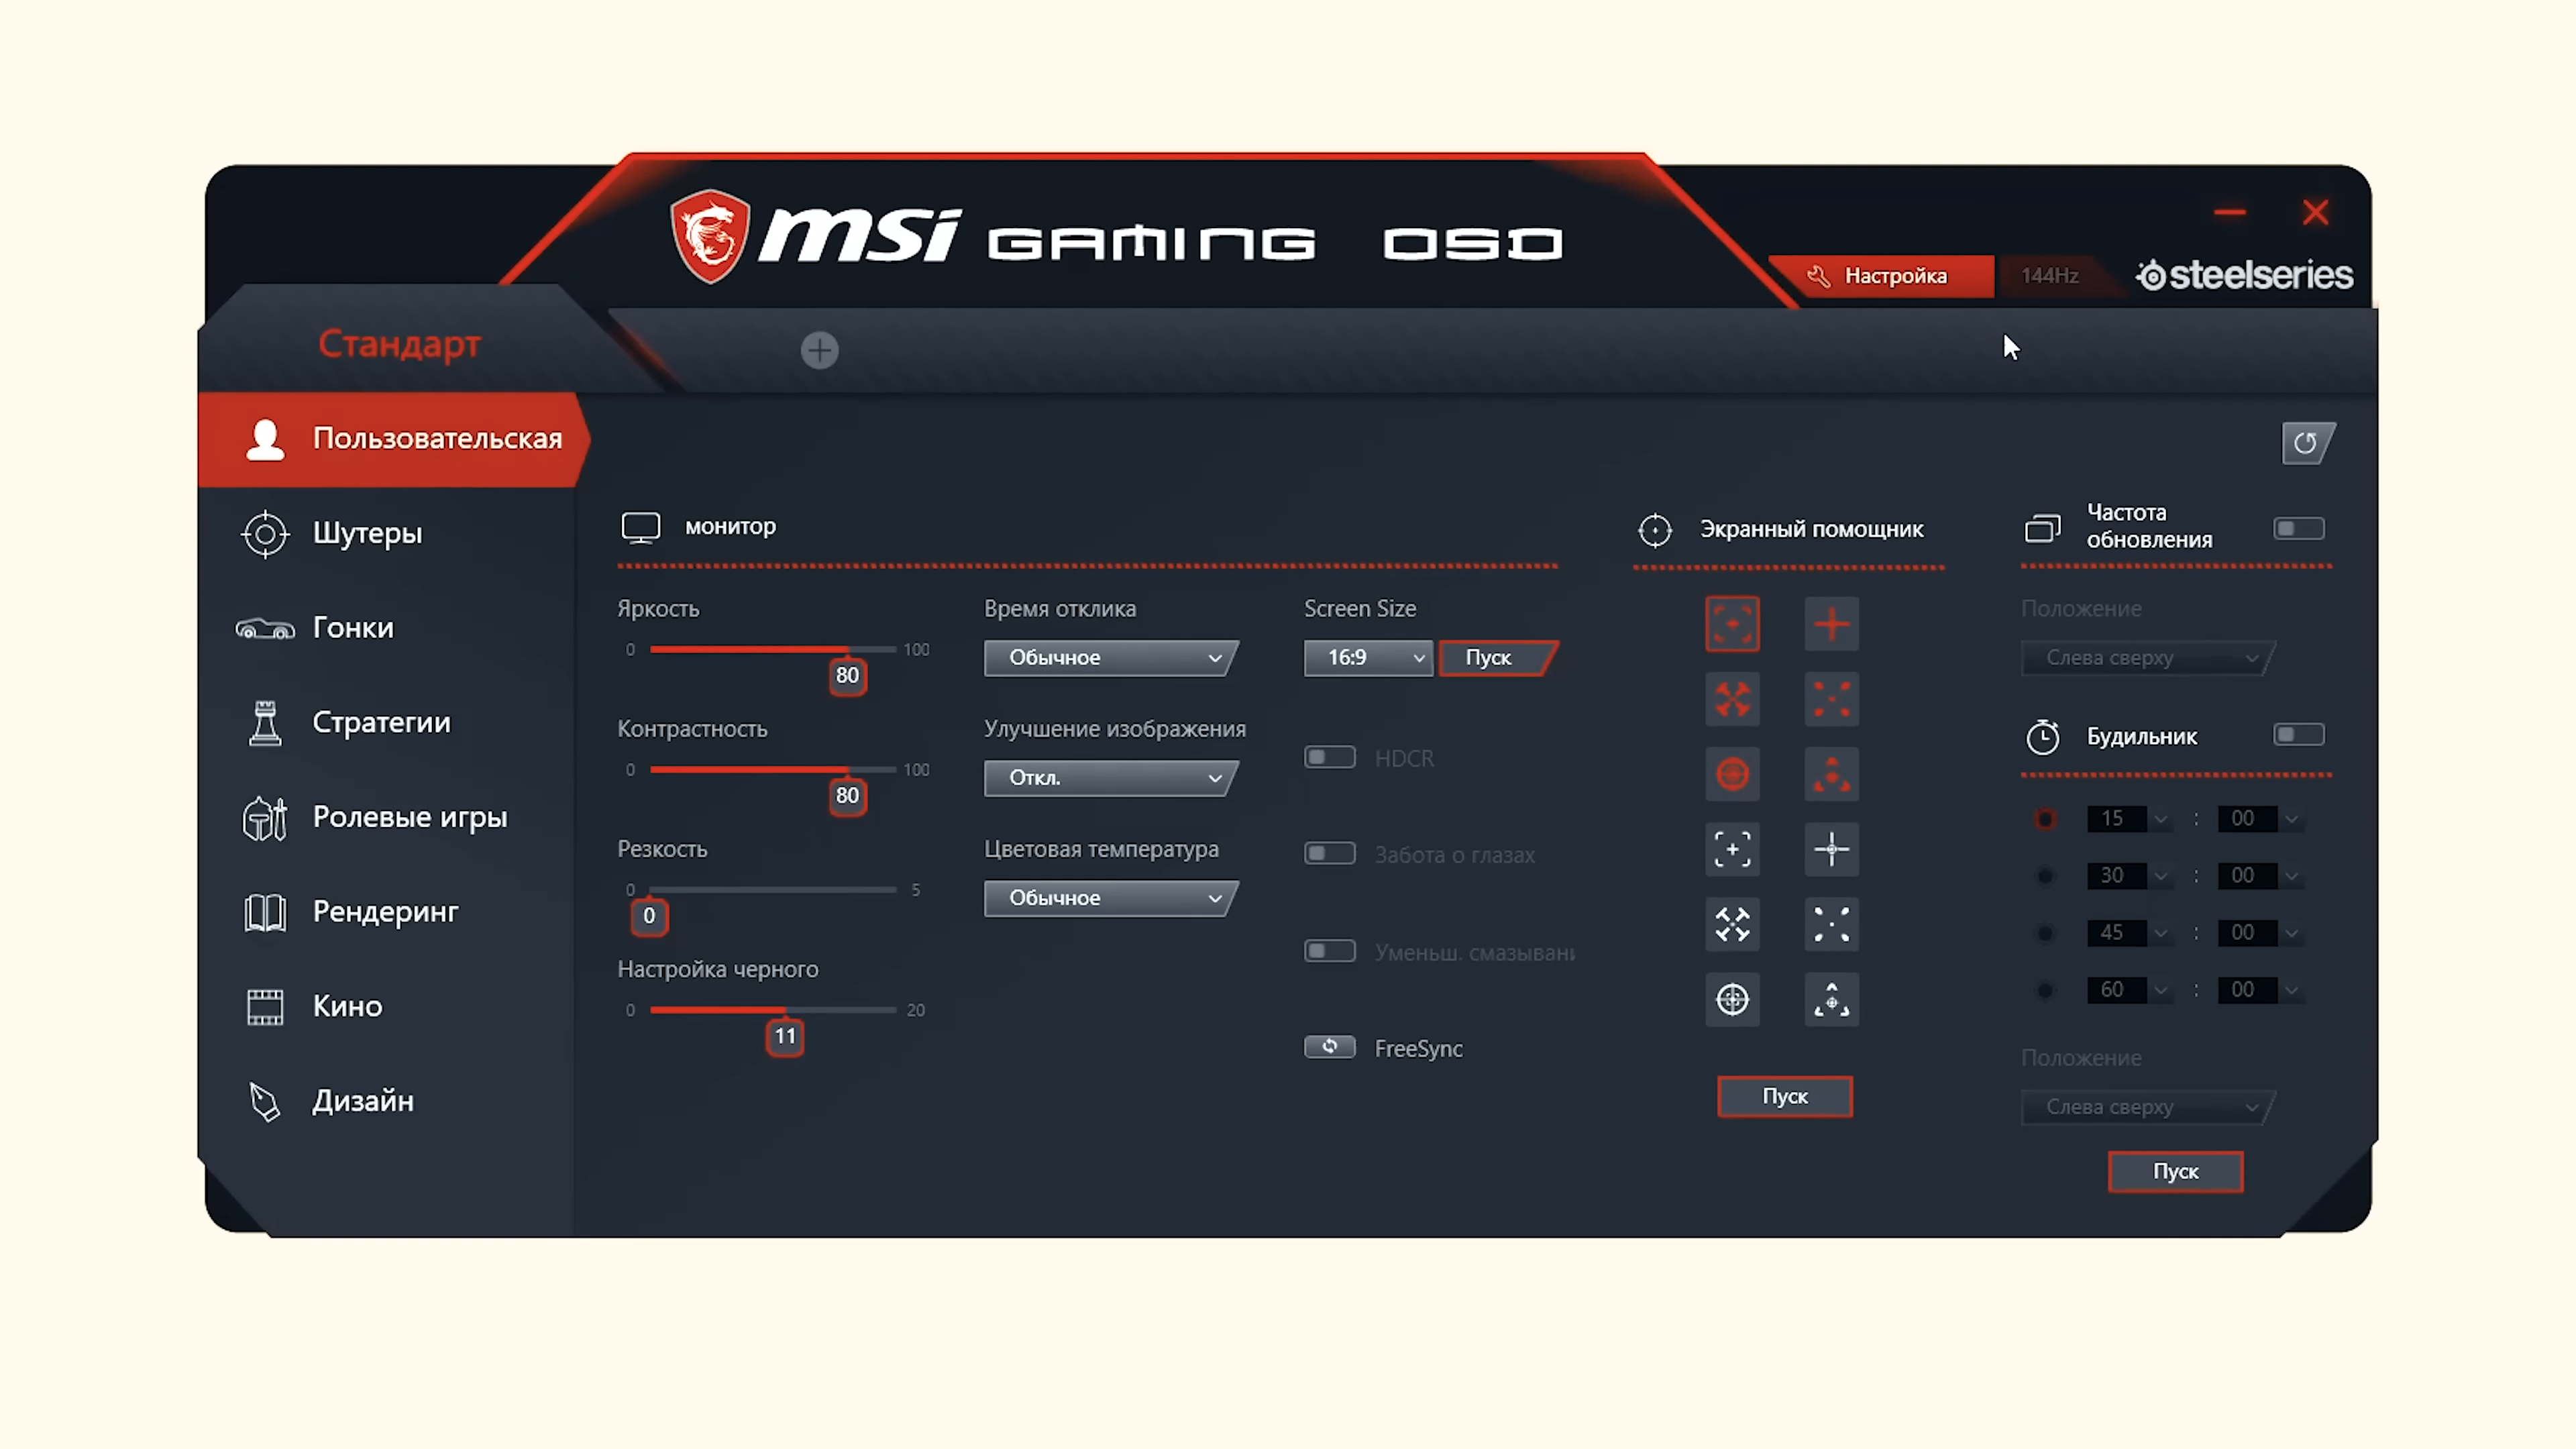 msi GAMING OSD
Настройка
144Hz
steelseries
Стандарт
Пользовательская
Шутеры
Гонки
Стратегии
Ролевые игры
Рендеринг
Кино
Дизайн
монитор
Яркость
0 100
80
Контрастность
0 100
80
Резкость
0 5
0
Настройка черного
0 20
11
Время отклика
Обычное
Улучшение изображения
Откл.
Цветовая температура
Обычное
Screen Size
16:9 Пуск
HDCR
Забота о глазах
Уменьш. смазывани
FreeSync
Экранный помощник
Пуск
Частота
обновления
Положение
Слева сверху
Будильник
15 : 00
30 : 00
45 : 00
60 : 00
Положение
Слева сверху
Пуск